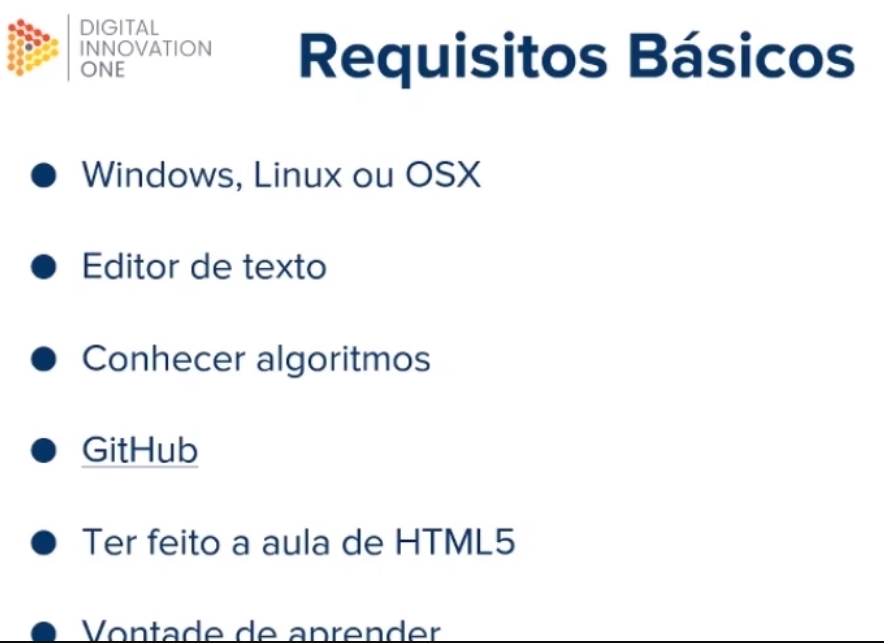 DIGITAL
INNOVATION
ONE
Requisitos Básicos
Windows, Linux ou OSX
Editor de texto
Conhecer algoritmos
GitHub
Ter feito a aula de HTML5
Vontade de aprender